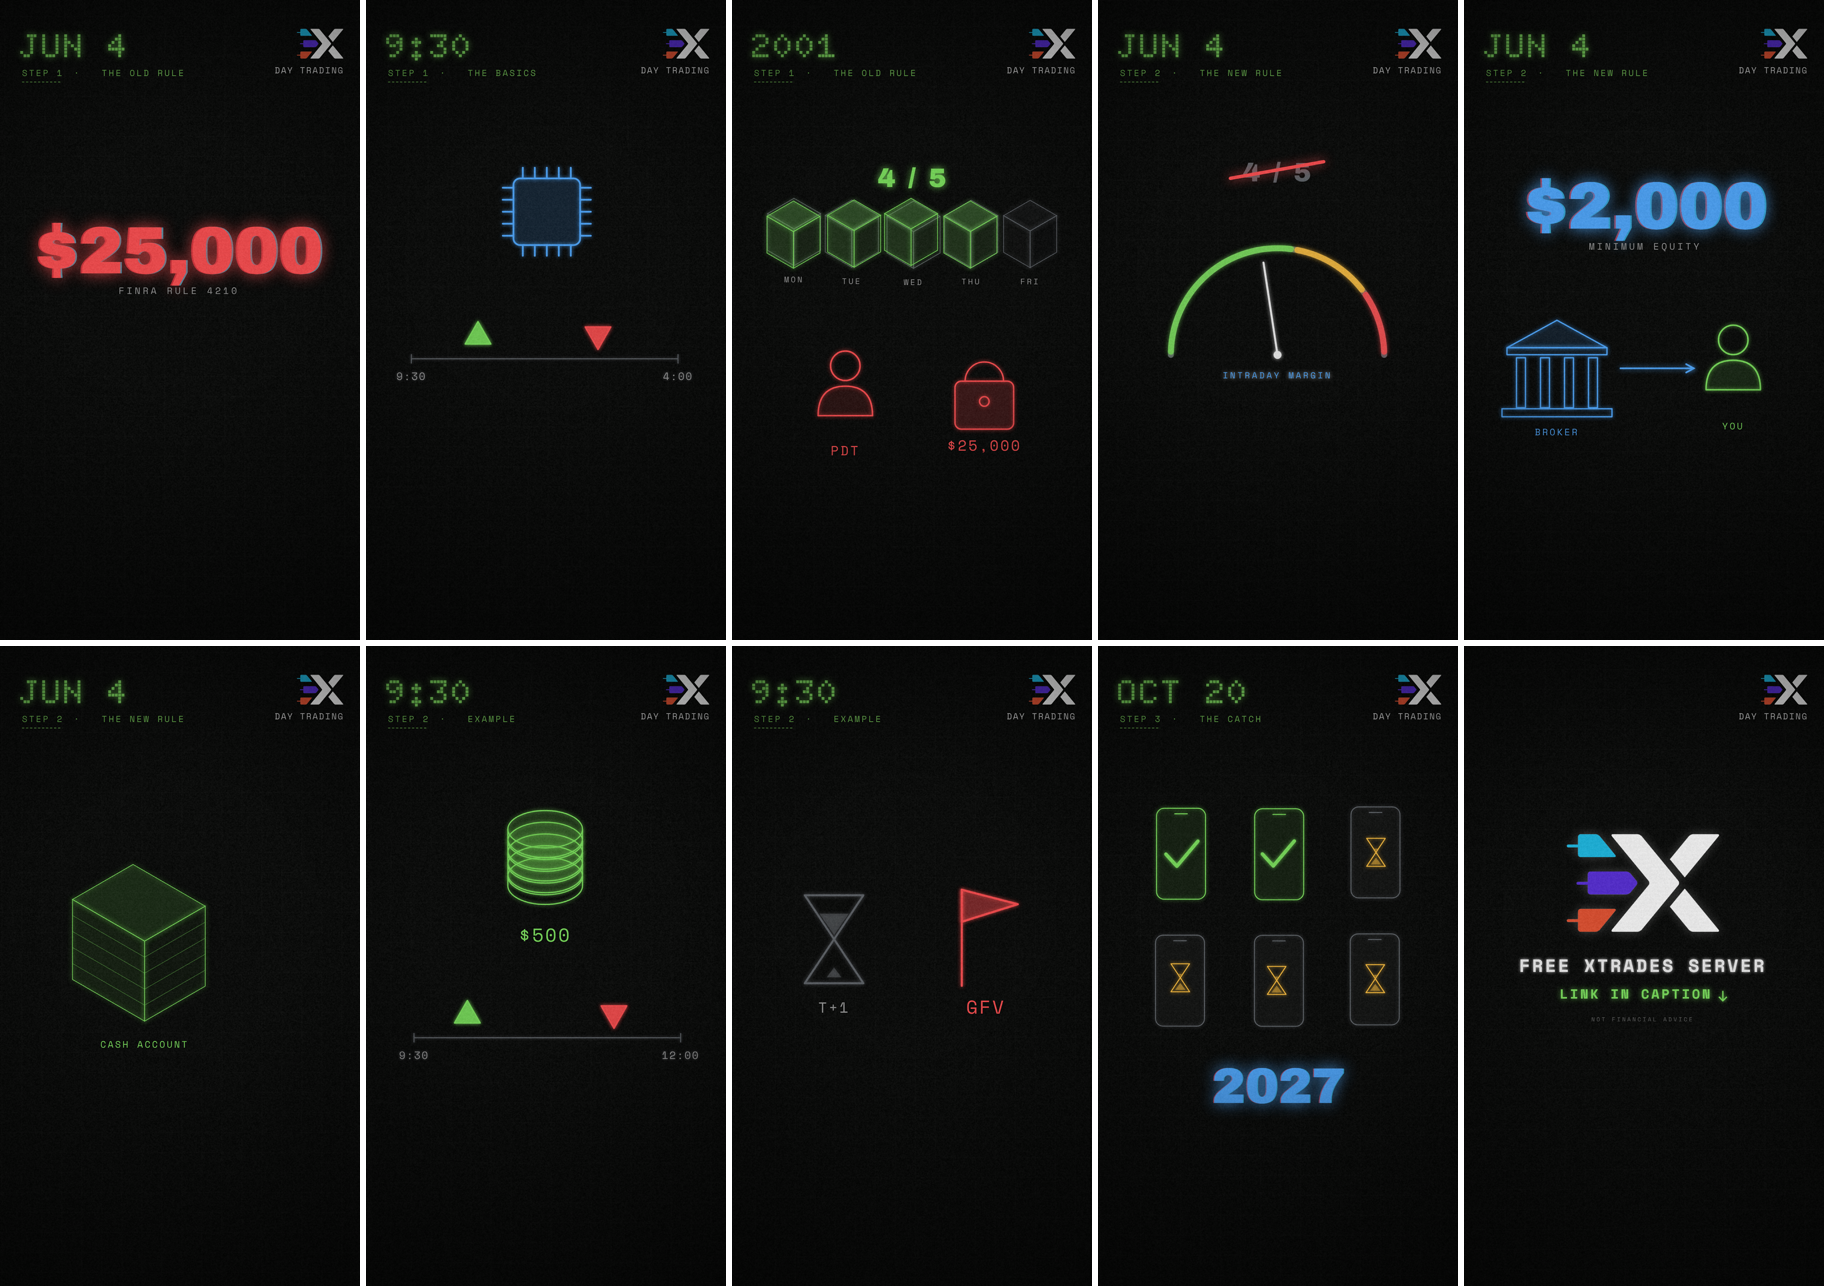 JUN 4
STEP 1 · THE OLD RULE
X
DAY TRADING
$25,000
FINRA RULE 4210
9:30
STEP 1 · THE BASICS
X
DAY TRADING
9:30 4:00
2001
STEP 1 · THE OLD RULE
X
DAY TRADING
4 / 5
MON TUE WED THU FRI
PDT $25,000
JUN 4
STEP 2 · THE NEW RULE
X
DAY TRADING
4 / 5
INTRADAY MARGIN
JUN 4
STEP 2 · THE NEW RULE
X
DAY TRADING
$2,000
MINIMUM EQUITY
BROKER YOU
JUN 4
STEP 2 · THE NEW RULE
X
DAY TRADING
CASH ACCOUNT
9:30
STEP 2 · EXAMPLE
X
DAY TRADING
$500
9:30 12:00
9:30
STEP 2 · EXAMPLE
X
DAY TRADING
T+1 GFV
OCT 20
STEP 3 · THE CATCH
X
DAY TRADING
2027
X
DAY TRADING
X
FREE XTRADES SERVER
LINK IN CAPTION ↓
NOT FINANCIAL ADVICE